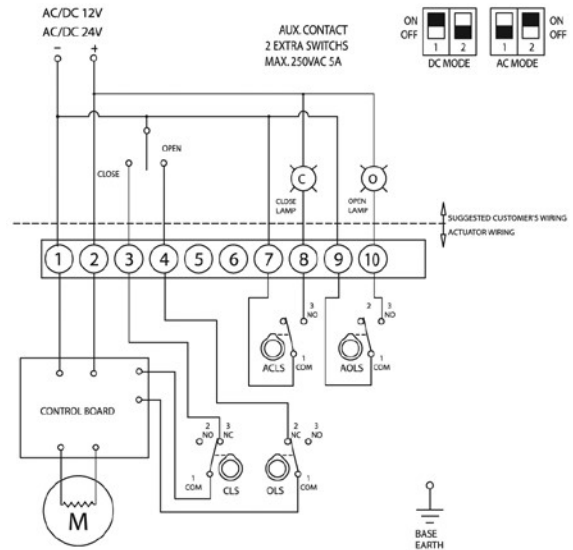 AC/DC 12V
AC/DC 24V
− +
AUX. CONTACT
2 EXTRA SWITCHS
MAX. 250VAC 5A
ON
OFF
1 2
DC MODE
1 2
AC MODE
ON
OFF
CLOSE
OPEN
C
CLOSE
LAMP
O
OPEN
LAMP
SUGGESTED CUSTOMER'S WIRING
ACTUATOR WIRING
1 2 3 4 5 6 7 8 9 10
3
NO
1
COM
ACLS
2 3
NO
1
COM
AOLS
CONTROL BOARD
M
2
NO
3
NC
1
COM
CLS
2
NC
3
NO
1
COM
OLS
BASE
EARTH